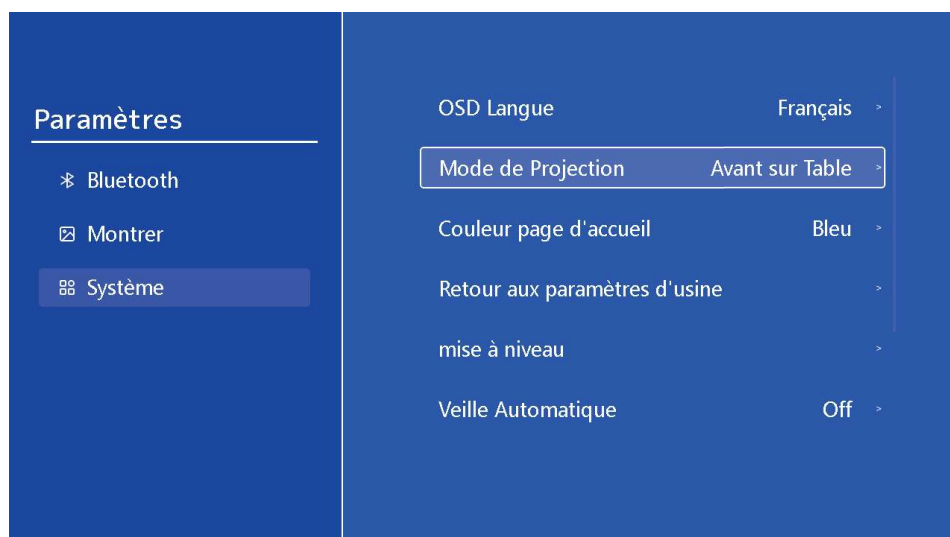 Paramètres
Bluetooth
Montrer
Système
OSD Langue Français >
Mode de Projection Avant sur Table >
Couleur page d'accueil Bleu >
Retour aux paramètres d'usine >
mise à niveau >
Veille Automatique Off >